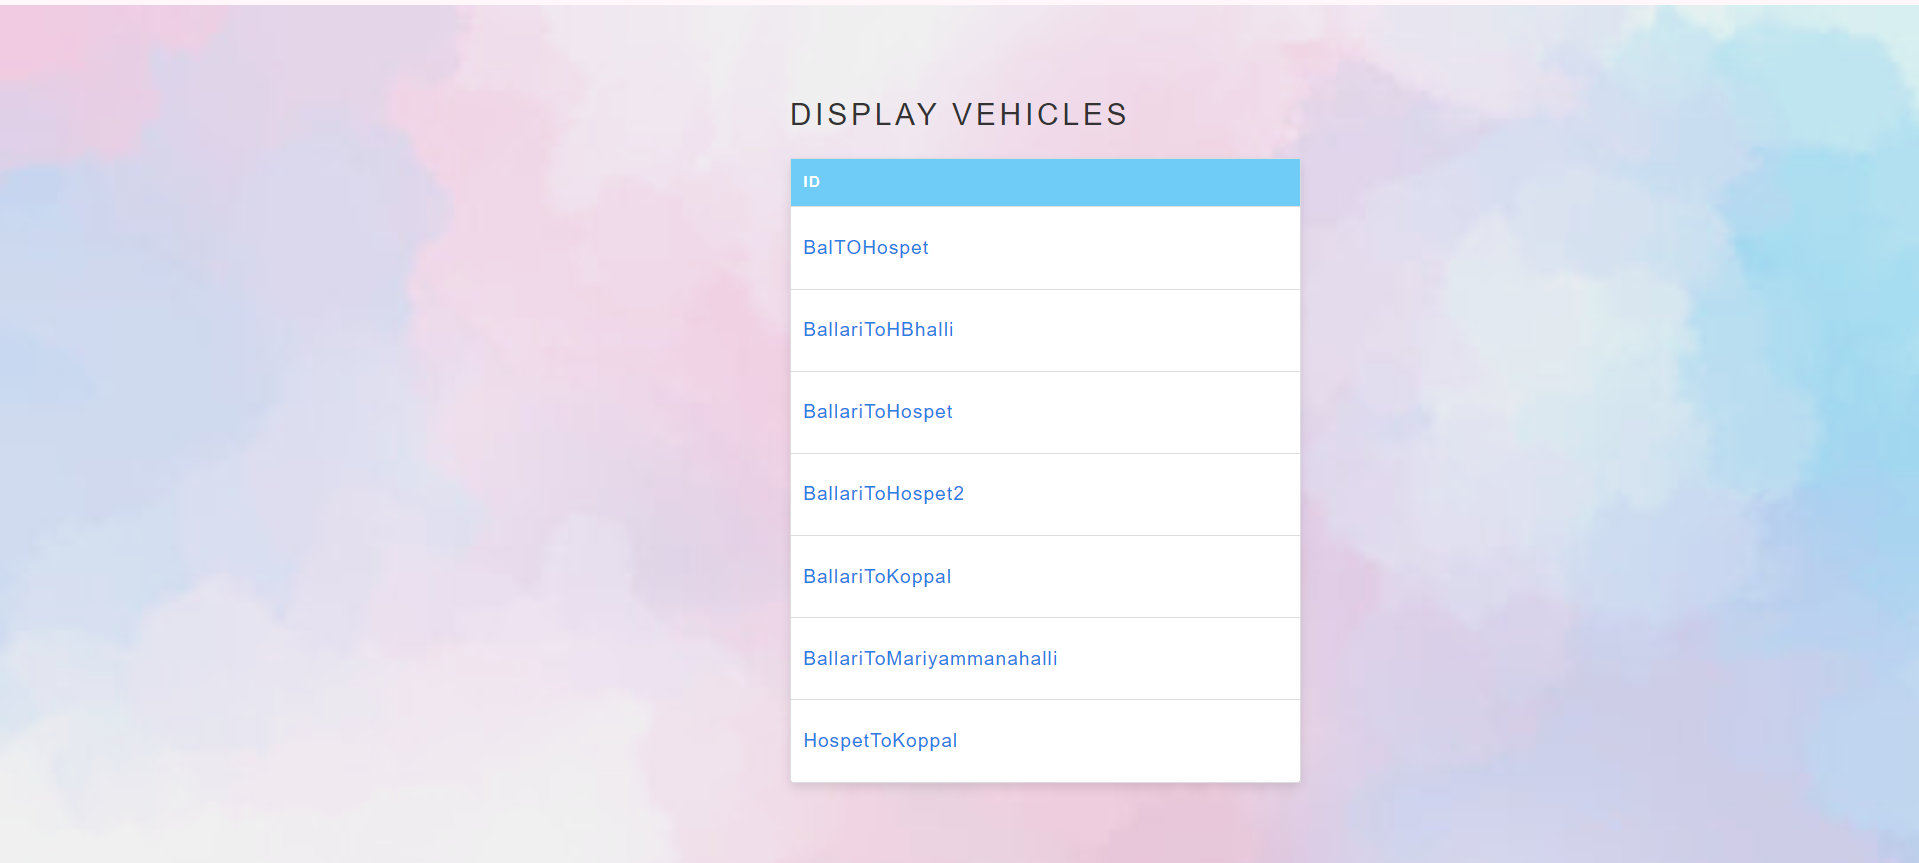 DISPLAY VEHICLES
ID
BalTOHospet
BallariToHBhalli
BallariToHospet
BallariToHospet2
BallariToKoppal
BallariToMariyammanahalli
HospetToKoppal